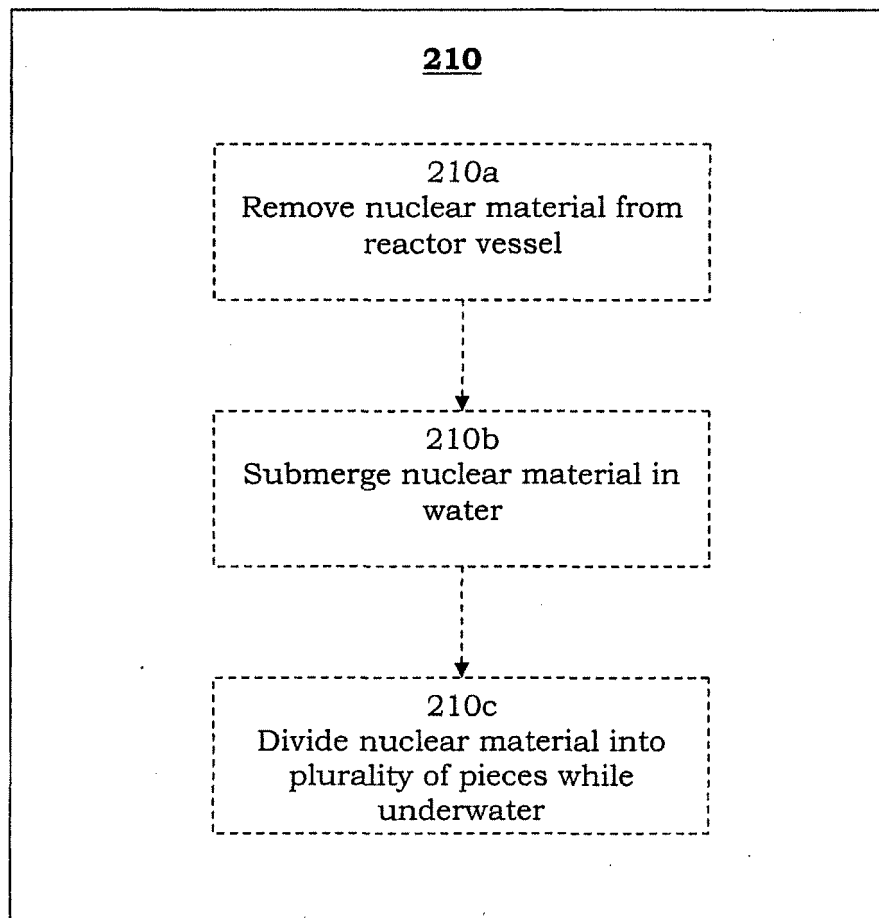 210
210a
Remove nuclear material from
reactor vessel
210b
Submerge nuclear material in
water
210c
Divide nuclear material into
plurality of pieces while
underwater